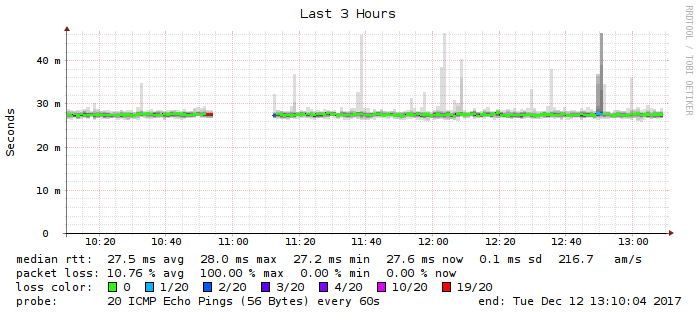 Last 3 Hours
RRDTOOL / TOBI OETIKER
Seconds
40 m
30 m
20 m
10 m
0
10:20 10:40 11:00 11:20 11:40 12:00 12:20 12:40 13:00
median rtt: 27.5 ms avg 28.0 ms max 27.2 ms min 27.6 ms now 0.1 ms sd 216.7 am/s
packet loss: 10.76 % avg 100.00 % max 0.00 % min 0.00 % now
loss color: 0 1/20 2/20 3/20 4/20 10/20 19/20
probe: 20 ICMP Echo Pings (56 Bytes) every 60s end: Tue Dec 12 13:10:04 2017